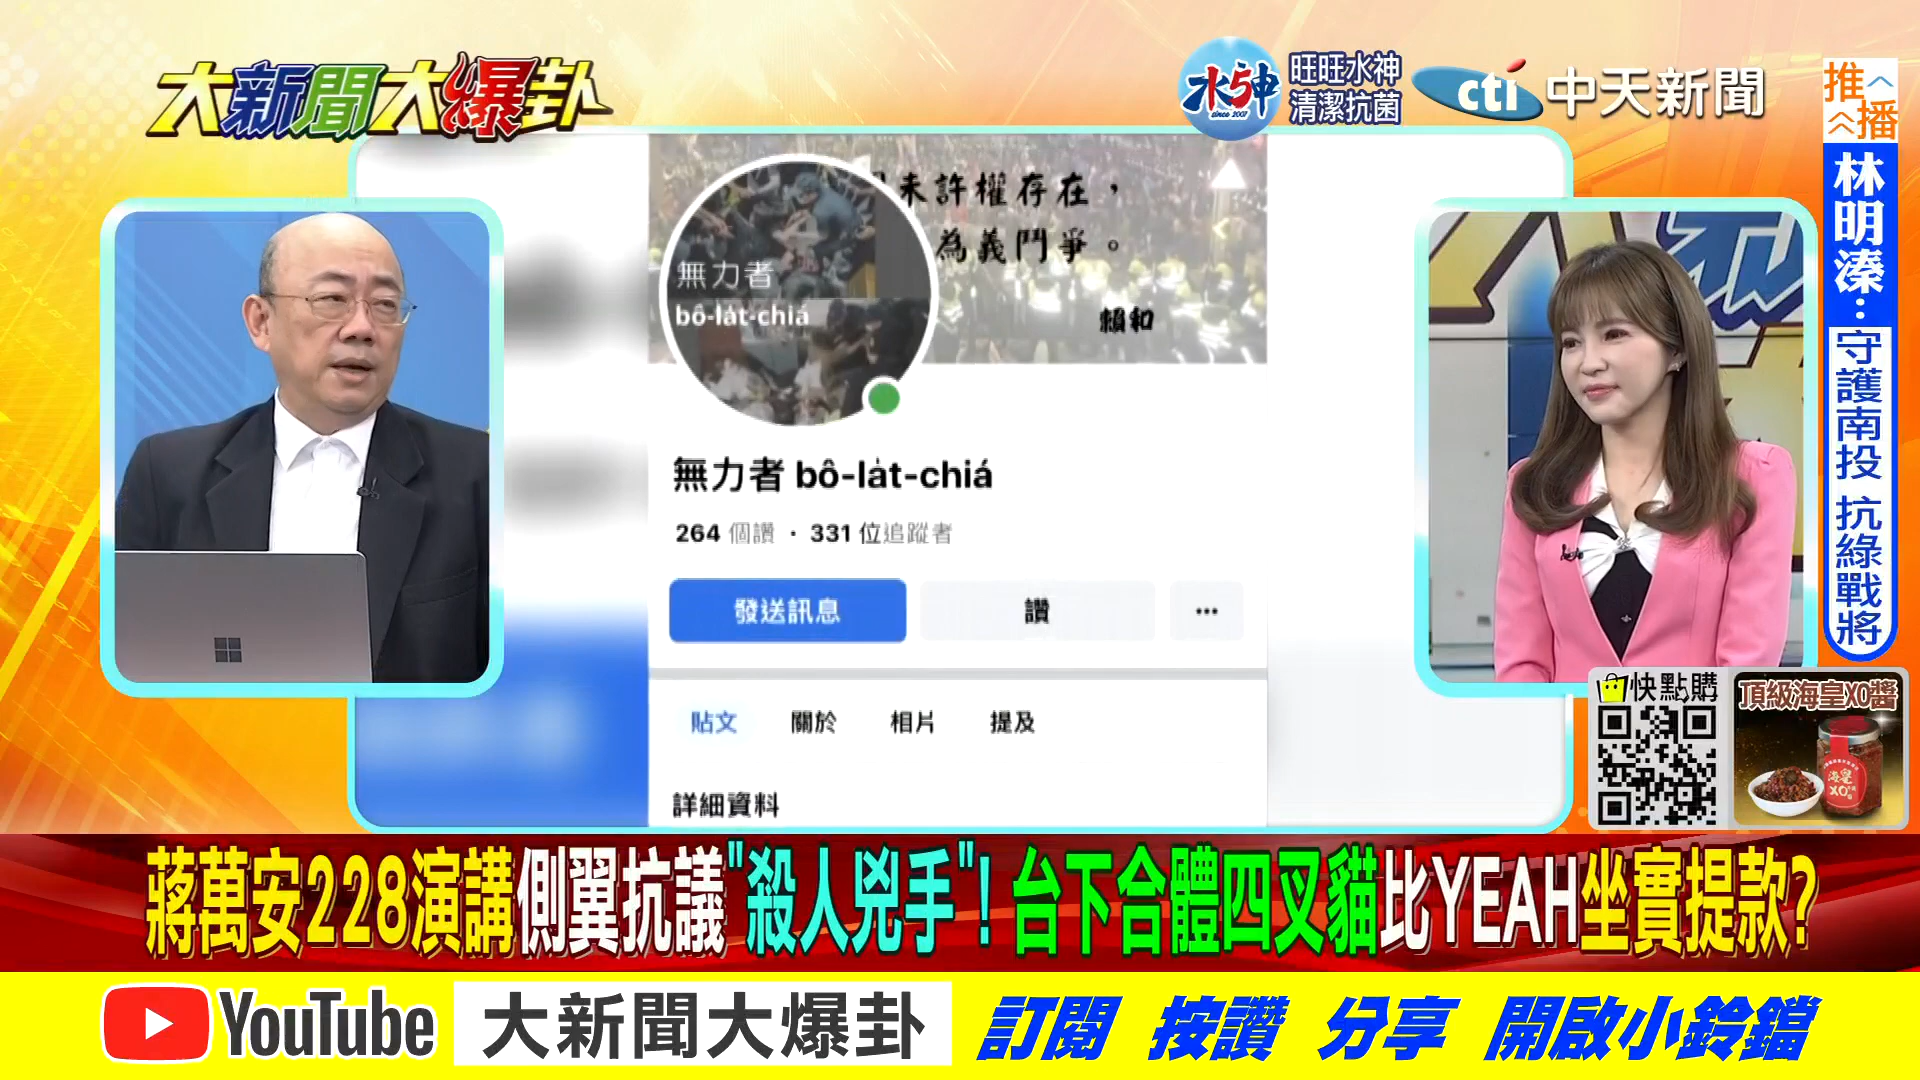 大新聞大爆卦
水神
since 2007
旺旺水神
清潔抗菌
cti 中天新聞
推播
林明溱：守護南投 抗綠戰將
未許權存在，
為義鬥爭。
賴和
無力者
bô-la̍t-chiá
無力者 bô-la̍t-chiá
264 個讚 · 331 位追蹤者
發送訊息
讚
貼文
關於
相片
提及
詳細資料
快點購
頂級海皇XO醬
海皇
XO
蔣萬安228演講側翼抗議"殺人兇手"！台下合體四叉貓比YEAH坐實提款？
YouTube
大新聞大爆卦
訂閱 按讚 分享 開啟小鈴鐺